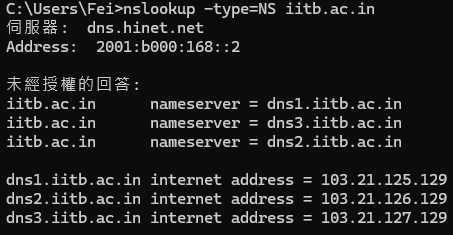 C:\Users\Fei>nslookup -type=NS iitb.ac.in
伺服器:  dns.hinet.net
Address:  2001:b000:168::2

未經授權的回答:
iitb.ac.in      nameserver = dns1.iitb.ac.in
iitb.ac.in      nameserver = dns3.iitb.ac.in
iitb.ac.in      nameserver = dns2.iitb.ac.in

dns1.iitb.ac.in internet address = 103.21.125.129
dns2.iitb.ac.in internet address = 103.21.126.129
dns3.iitb.ac.in internet address = 103.21.127.129